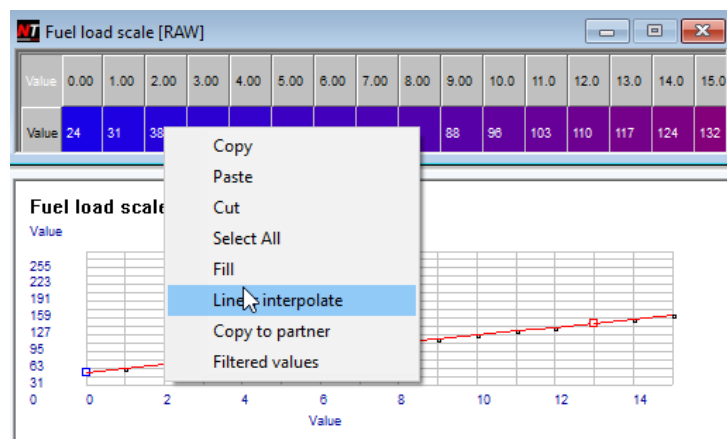 NT Fuel load scale [RAW]
Value 0.00 1.00 2.00 3.00 4.00 5.00 6.00 7.00 8.00 9.00 10.0 11.0 12.0 13.0 14.0 15.0
Value 24 31 38 88 96 103 110 117 124 132
Copy
Paste
Cut
Select All
Fill
Linear interpolate
Copy to partner
Filtered values
Fuel load scale
Value
255
223
191
159
127
95
63
31
0
0 2 4 6 8 10 12 14
Value